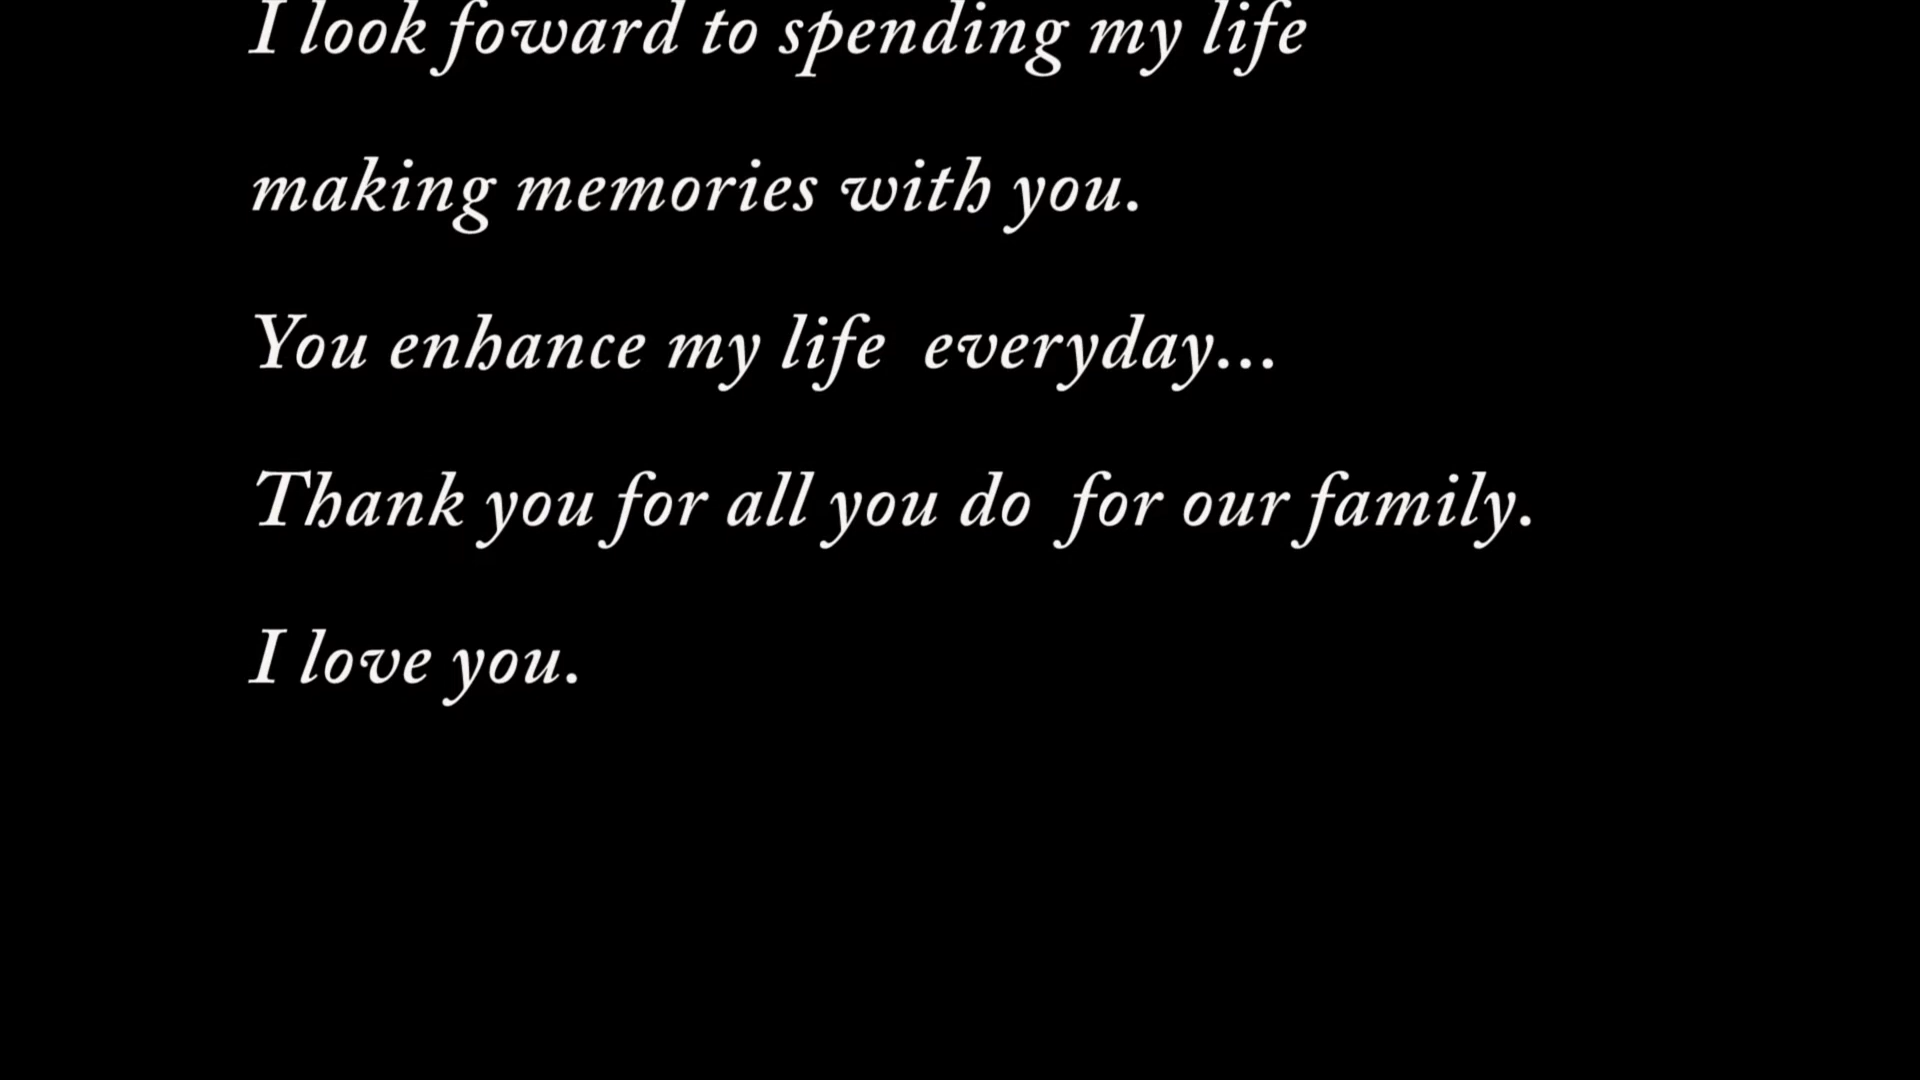 I look foward to spending my life
making memories with you.
You enhance my life  everyday...
Thank you for all you do  for our family.
I love you.